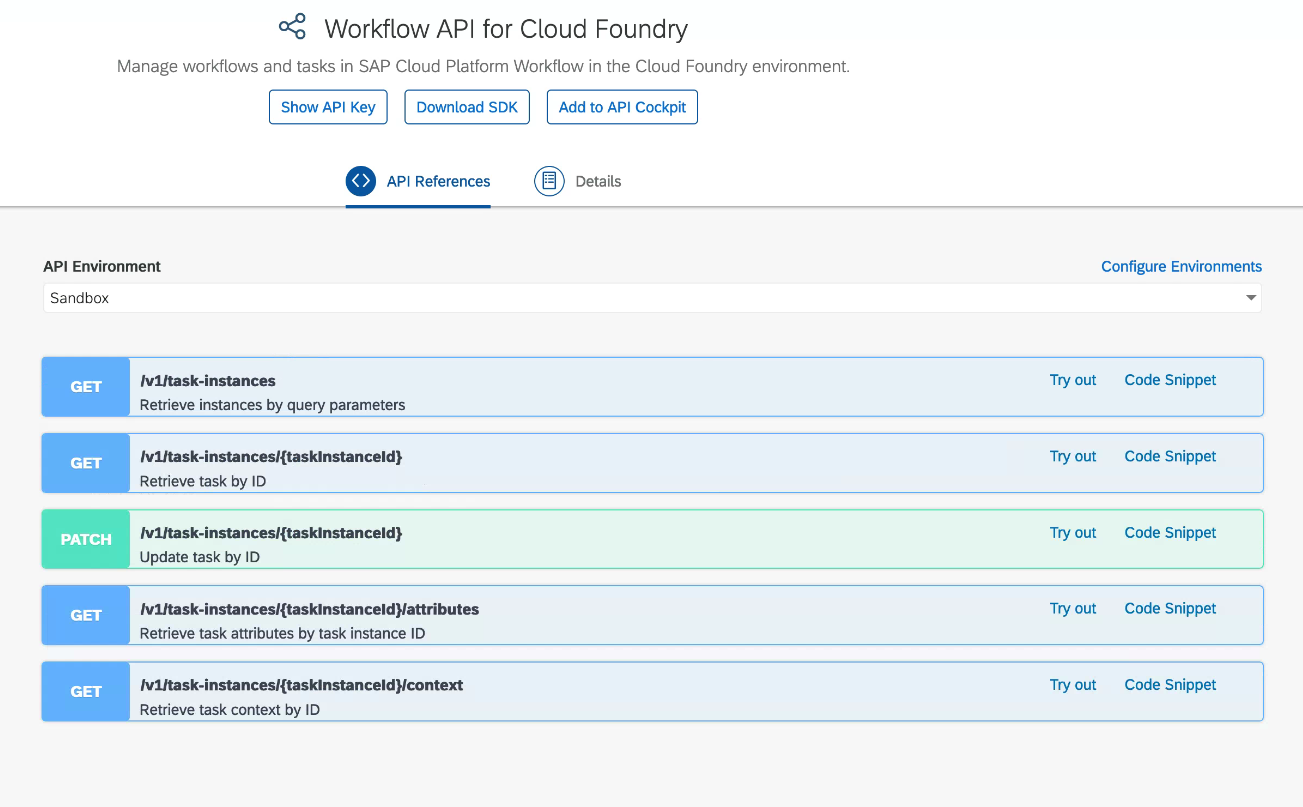 Workflow API for Cloud Foundry
Manage workflows and tasks in SAP Cloud Platform Workflow in the Cloud Foundry environment.
Show API Key Download SDK Add to API Cockpit
API References Details
API Environment Configure Environments
Sandbox
GET /v1/task-instances Try out Code Snippet
Retrieve instances by query parameters
GET /v1/task-instances/{taskInstanceId} Try out Code Snippet
Retrieve task by ID
PATCH /v1/task-instances/{taskInstanceId} Try out Code Snippet
Update task by ID
GET /v1/task-instances/{taskInstanceId}/attributes Try out Code Snippet
Retrieve task attributes by task instance ID
GET /v1/task-instances/{taskInstanceId}/context Try out Code Snippet
Retrieve task context by ID